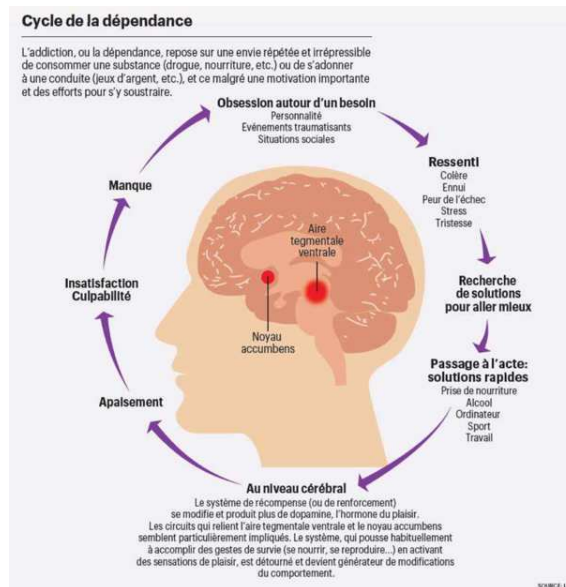 Cycle de la dépendance
L'addiction, ou la dépendance, repose sur une envie répétée et irrépressible
de consommer une substance (drogue, nourriture, etc.) ou de s'adonner
à une conduite (jeux d'argent, etc.), et ce malgré une motivation importante
et des efforts pour s'y soustraire.
Obsession autour d'un besoin
Personnalité
Evénements traumatisants
Situations sociales
Ressenti
Colère
Ennui
Peur de l'échec
Stress
Tristesse
Recherche
de solutions
pour aller mieux
Passage à l'acte:
solutions rapides
Prise de nourriture
Alcool
Ordinateur
Sport
Travail
Au niveau cérébral
Le système de récompense (ou de renforcement)
se modifie et produit plus de dopamine, l'hormone du plaisir.
Les circuits qui relient l'aire tegmentale ventrale et le noyau accumbens
semblent particulièrement impliqués. Le système, qui pousse habituellement
à accomplir des gestes de survie (se nourrir, se reproduire...) en activant
des sensations de plaisir, est détourné et devient générateur de modifications
du comportement.
Apaisement
Insatisfaction
Culpabilité
Manque
Aire
tegmentale
ventrale
Noyau
accumbens
SOURCE: